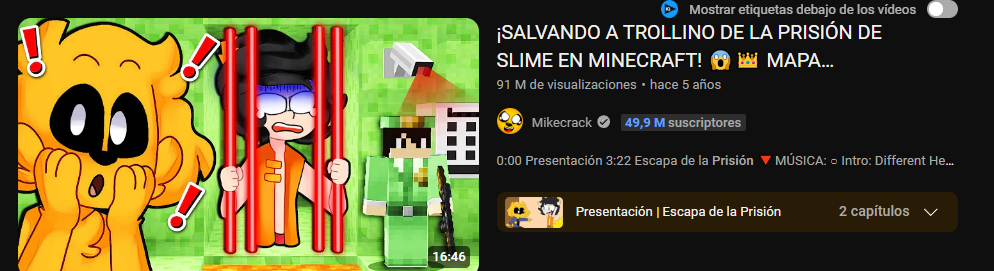 Mostrar etiquetas debajo de los vídeos
¡SALVANDO A TROLLINO DE LA PRISIÓN DE
SLIME EN MINECRAFT! 😱 👑 MAPA...
91 M de visualizaciones • hace 5 años
Mikecrack 49,9 M suscriptores
0:00 Presentación 3:22 Escapa de la Prisión 🔻MÚSICA: ○ Intro: Different He...
Presentación | Escapa de la Prisión 2 capítulos
16:46